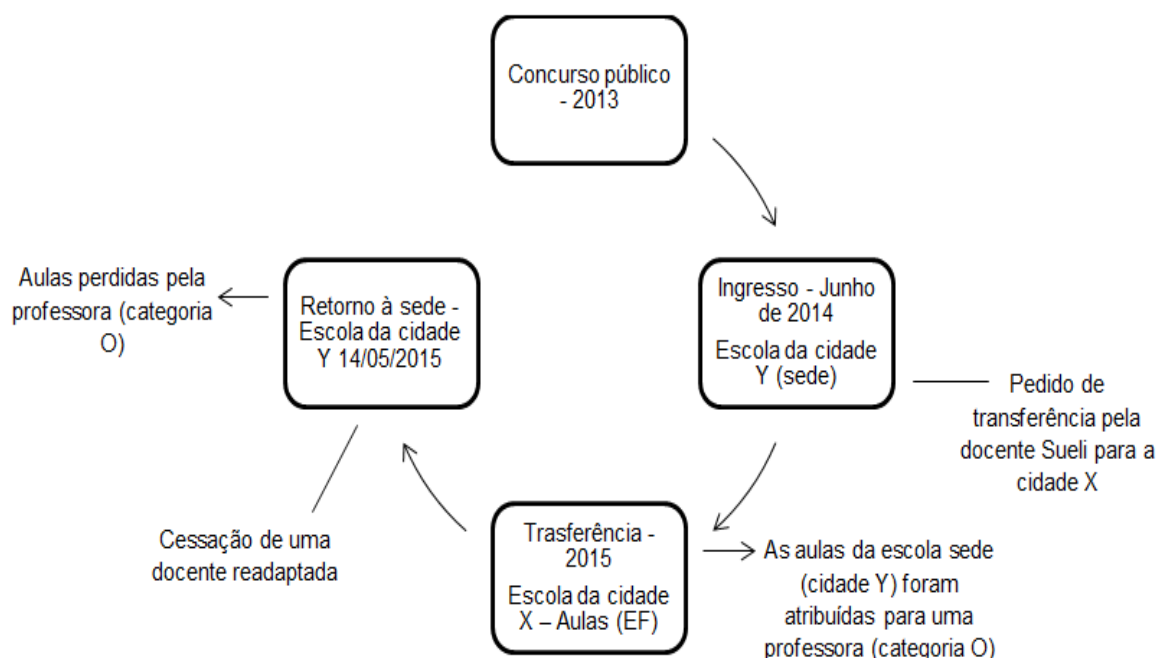 Concurso público
- 2013
Ingresso - Junho
de 2014
Escola da cidade
Y (sede)
Pedido de
transferência pela
docente Sueli para a
cidade X
Trasferência -
2015
Escola da cidade
X – Aulas (EF)
As aulas da escola sede
(cidade Y) foram
atribuídas para uma
professora (categoria O)
Retorno à sede -
Escola da cidade
Y 14/05/2015
Aulas perdidas pela
professora (categoria
O)
Cessação de uma
docente readaptada